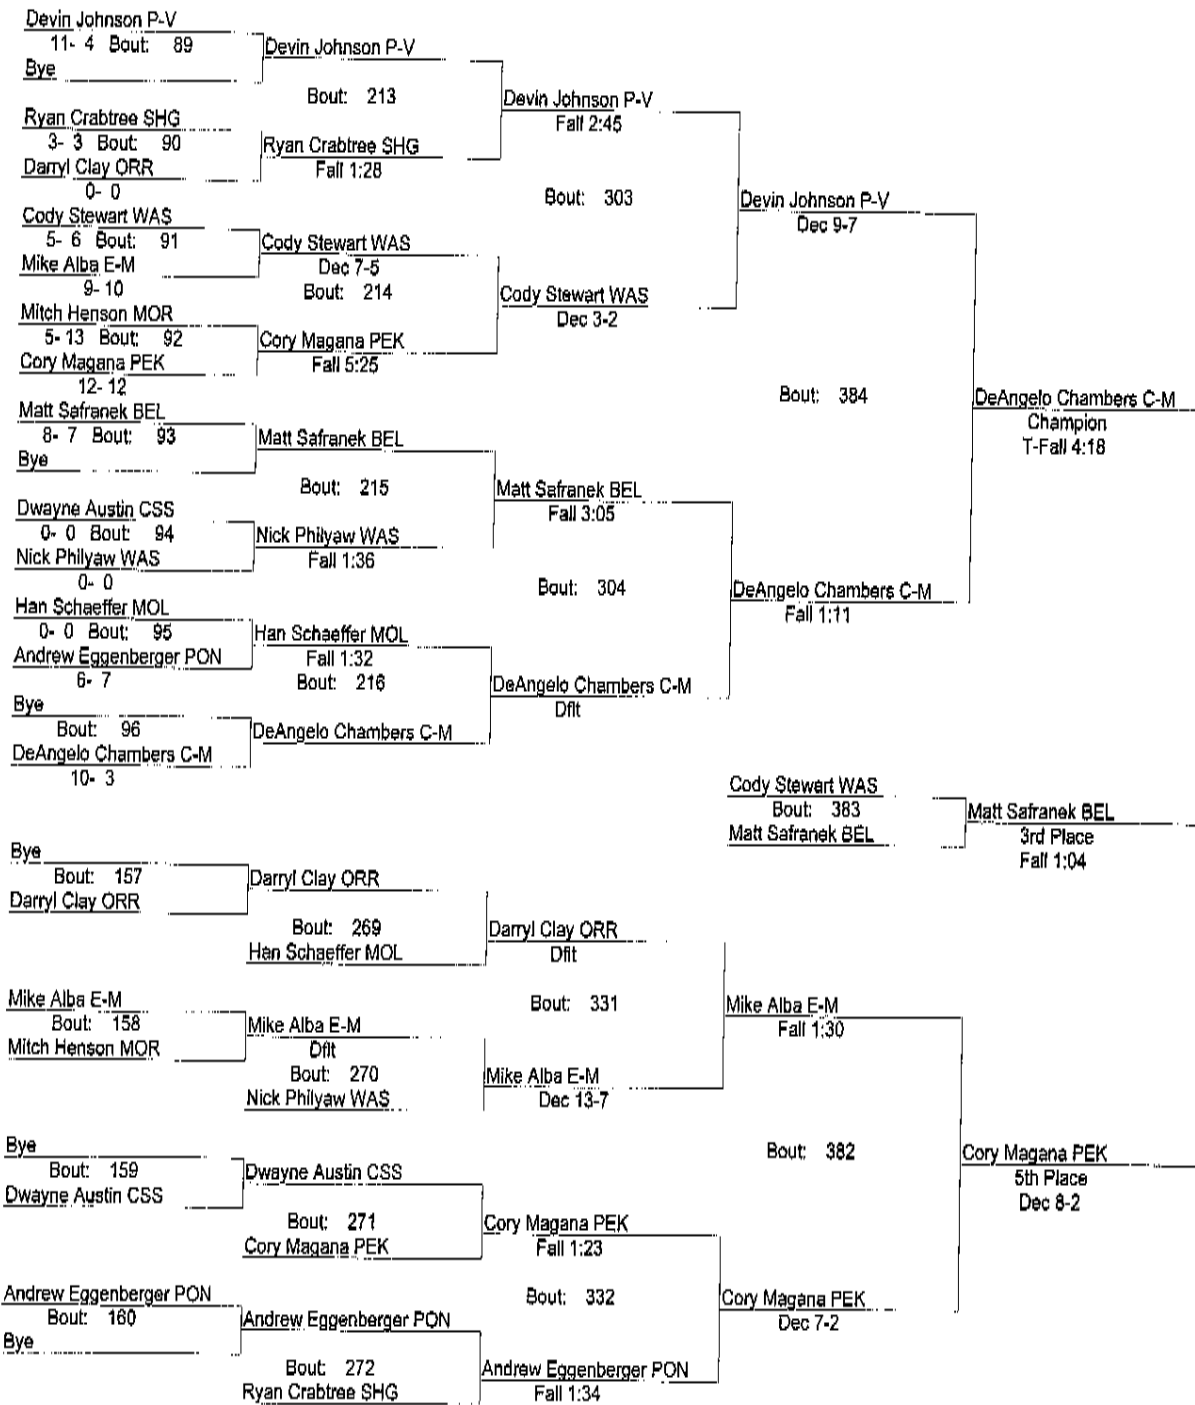 Devin Johnson P-V
11- 4 Bout: 89
Bye
Devin Johnson P-V
Bout: 213
Ryan Crabtree SHG
3- 3 Bout: 90
Darryl Clay ORR
0- 0
Ryan Crabtree SHG
Fall 1:28
Devin Johnson P-V
Fall 2:45
Bout: 303
Cody Stewart WAS
5- 6 Bout: 91
Mike Alba E-M
9- 10
Cody Stewart WAS
Dec 7-5
Bout: 214
Mitch Henson MOR
5- 13 Bout: 92
Cory Magana PEK
12- 12
Cory Magana PEK
Fall 5:25
Cody Stewart WAS
Dec 3-2
Devin Johnson P-V
Dec 9-7
Bout: 384
Matt Safranek BEL
8- 7 Bout: 93
Bye
Matt Safranek BEL
Bout: 215
Dwayne Austin CSS
0- 0 Bout: 94
Nick Philyaw WAS
0- 0
Nick Philyaw WAS
Fall 1:36
Matt Safranek BEL
Fall 3:05
Bout: 304
Han Schaeffer MOL
0- 0 Bout: 95
Andrew Eggenberger PON
6- 7
Han Schaeffer MOL
Fall 1:32
Bout: 216
Bye
Bout: 96
DeAngelo Chambers C-M
10- 3
DeAngelo Chambers C-M
DeAngelo Chambers C-M
Dflt
DeAngelo Chambers C-M
Fall 1:11
DeAngelo Chambers C-M
Champion
T-Fall 4:18
Cody Stewart WAS
Bout: 383
Matt Safranek BEL
Matt Safranek BEL
3rd Place
Fall 1:04
Bye
Bout: 157
Darryl Clay ORR
Darryl Clay ORR
Bout: 269
Han Schaeffer MOL
Darryl Clay ORR
Dflt
Bout: 331
Mike Alba E-M
Bout: 158
Mitch Henson MOR
Mike Alba E-M
Dflt
Bout: 270
Nick Philyaw WAS
Mike Alba E-M
Dec 13-7
Mike Alba E-M
Fall 1:30
Bout: 382
Bye
Bout: 159
Dwayne Austin CSS
Dwayne Austin CSS
Bout: 271
Cory Magana PEK
Cory Magana PEK
Fall 1:23
Bout: 332
Andrew Eggenberger PON
Bout: 160
Bye
Andrew Eggenberger PON
Bout: 272
Ryan Crabtree SHG
Andrew Eggenberger PON
Fall 1:34
Cory Magana PEK
Dec 7-2
Cory Magana PEK
5th Place
Dec 8-2